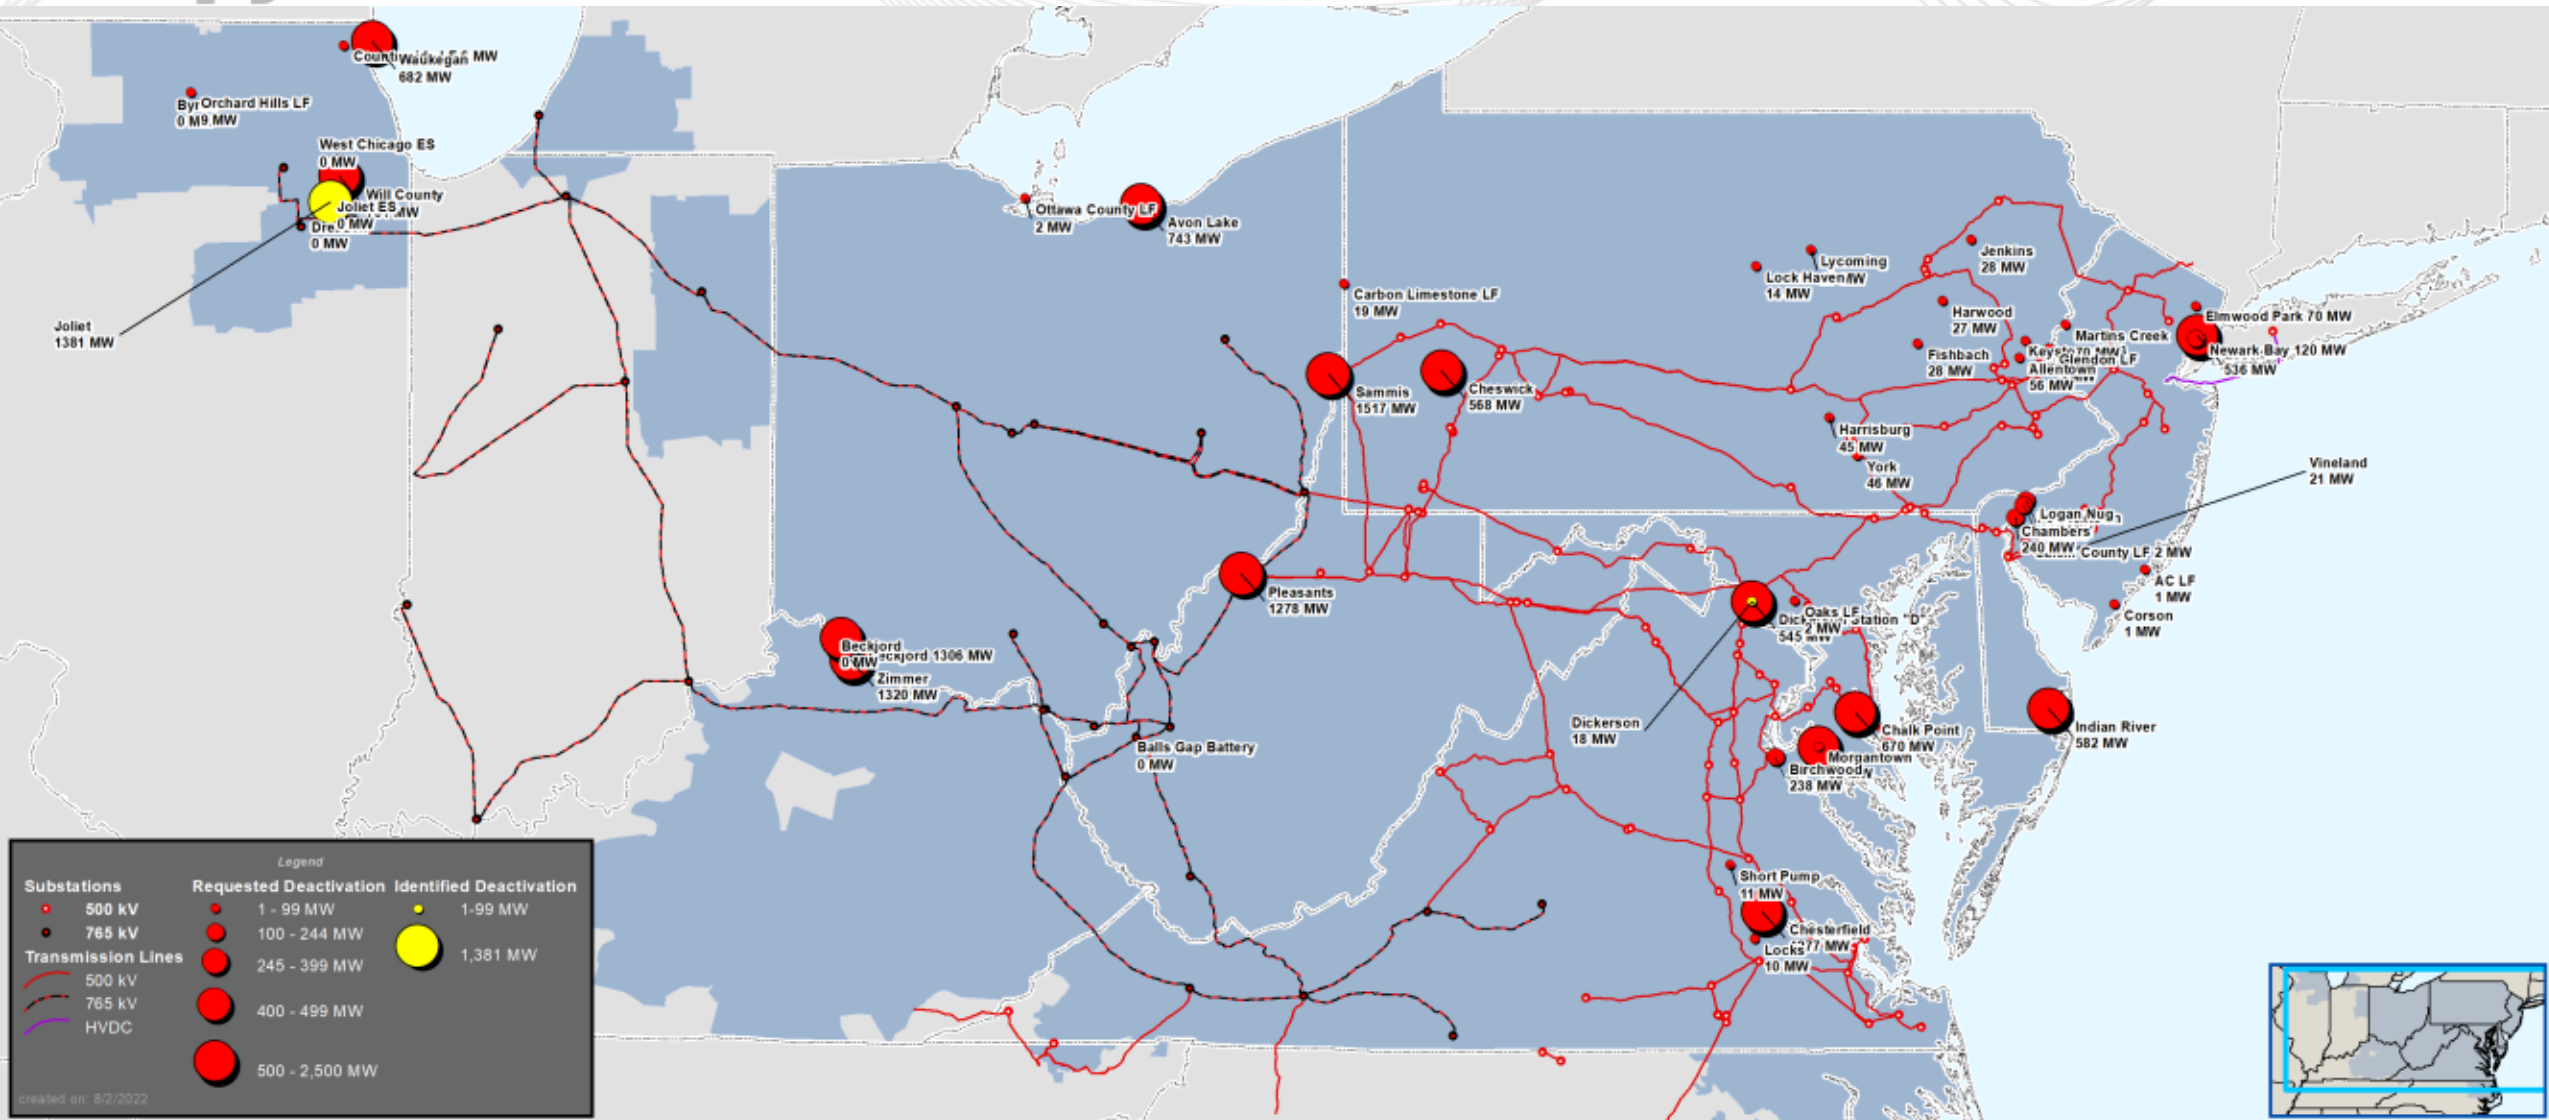 Waukegan
682 MW
Orchard Hills LF
0 M9 MW
West Chicago ES
0 MW
Will County
Joliet ES
0 MW
0 MW
Joliet
1381 MW
Ottawa County LF
2 MW
Avon Lake
743 MW
Carbon Limestone LF
19 MW
Sammis
1517 MW
Cheswick
568 MW
Lycoming
Lock Haven
14 MW
Jenkins
28 MW
Harwood
27 MW
Fishbach
28 MW
Martins Creek
Glendon LF
Allentown
56 MW
Elmwood Park 70 MW
Newark Bay 120 MW
536 MW
Harrisburg
45 MW
York
46 MW
Vineland
21 MW
Logan Nug
Chambers
240 MW
County LF 2 MW
AC LF
1 MW
Corson
1 MW
Pleasants
1278 MW
Oaks LF
2 MW
Station "D"
545 MW
Dickerson
18 MW
Beckjord
0 MW
1306 MW
Zimmer
1320 MW
Balls Gap Battery
0 MW
Chalk Point
670 MW
Morgantown
Birchwood
238 MW
Indian River
582 MW
Short Pump
11 MW
Chesterfield
Locks
10 MW
Legend
Substations
500 kV
765 kV
Transmission Lines
500 kV
765 kV
HVDC
Requested Deactivation
1 - 99 MW
100 - 244 MW
245 - 399 MW
400 - 499 MW
500 - 2,500 MW
Identified Deactivation
1-99 MW
1,381 MW
created on: 8/2/2022